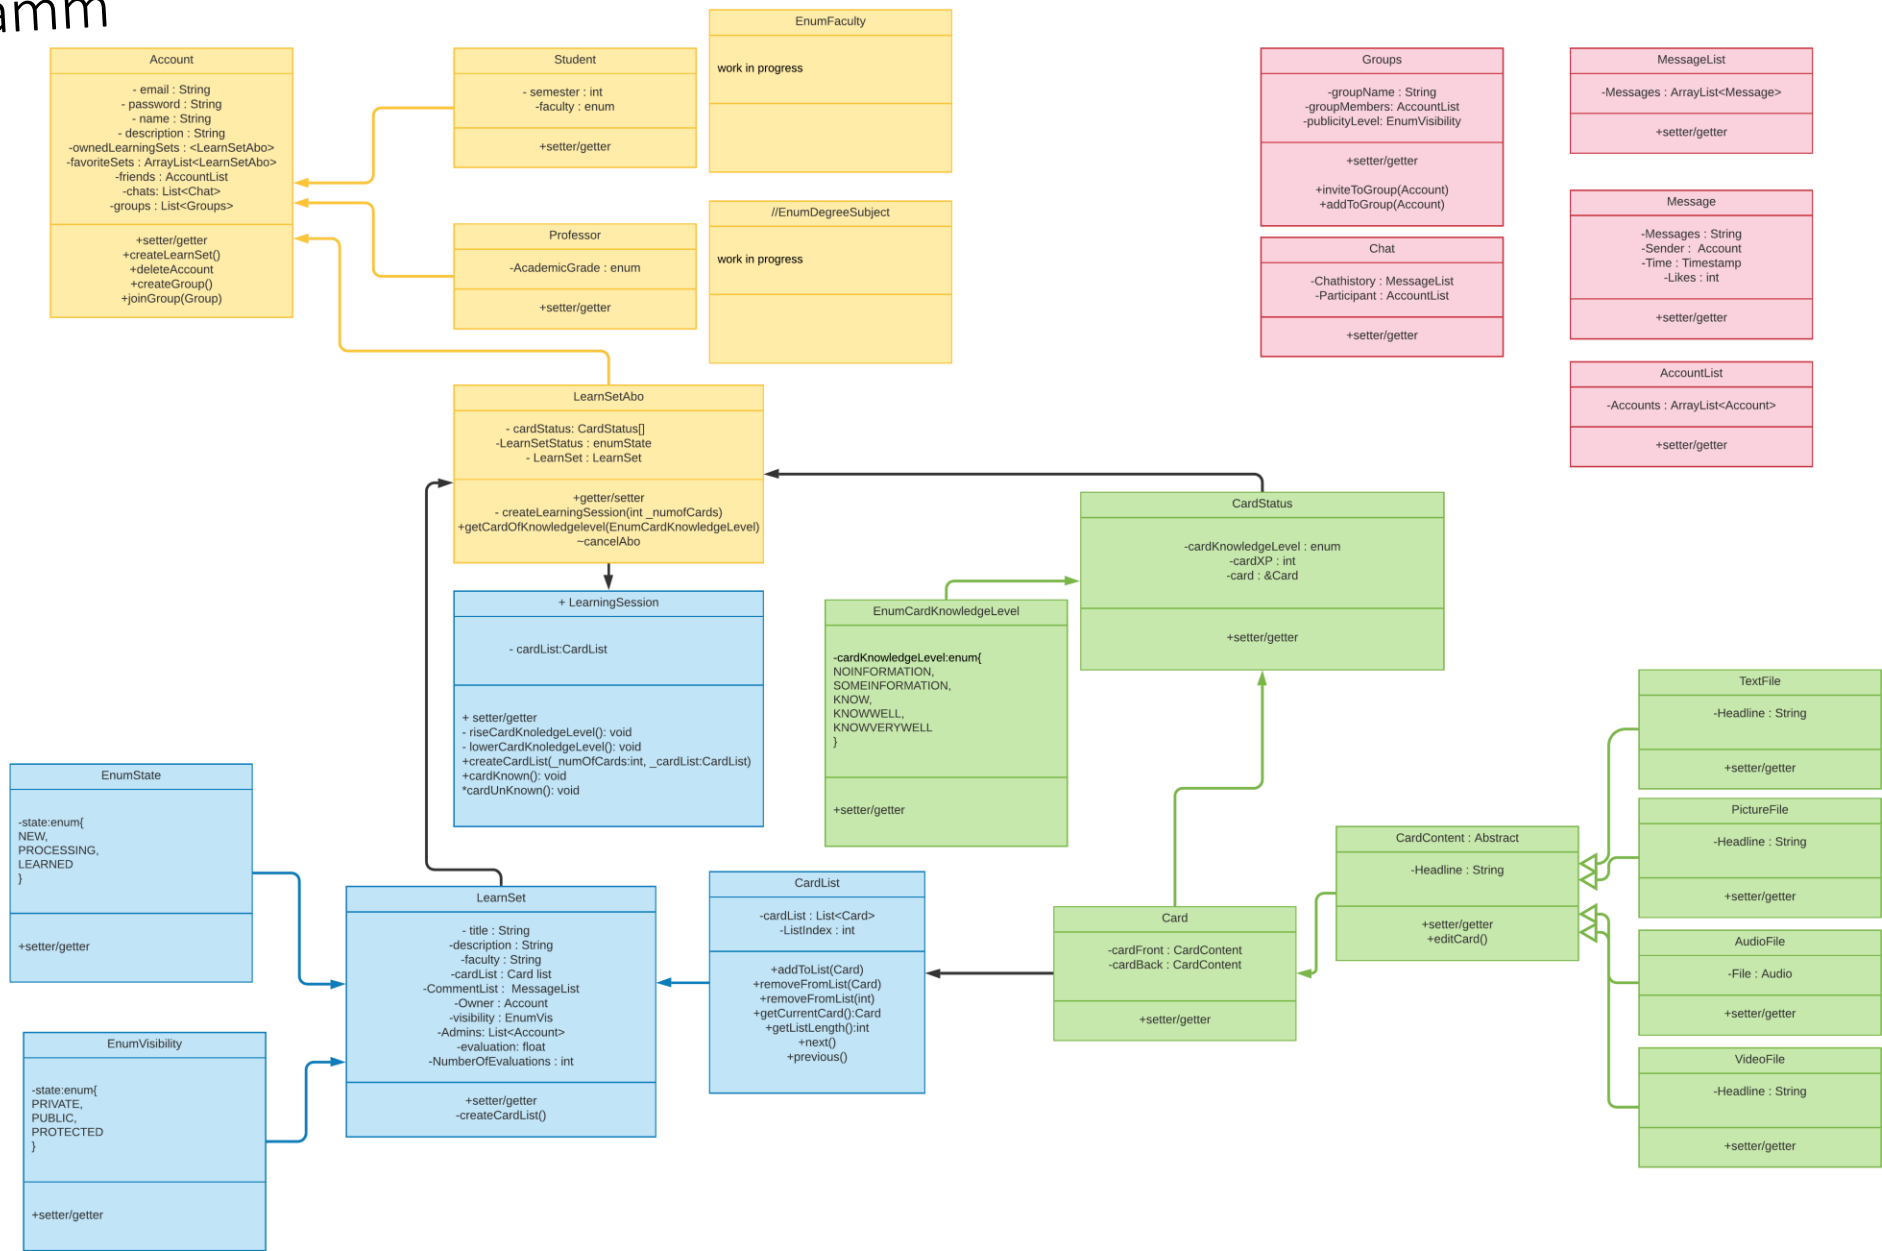 amm
Account
- email : String
- password : String
- name : String
- description : String
-ownedLearningSets : <LearnSetAbo>
-favoriteSets : ArrayList<LearnSetAbo>
-friends : AccountList
-chats: List<Chat>
-groups : List<Groups>
+setter/getter
+createLearnSet()
+deleteAccount
+createGroup()
+joinGroup(Group)
Student
- semester : int
-faculty : enum
+setter/getter
Professor
-AcademicGrade : enum
+setter/getter
EnumFaculty
work in progress
//EnumDegreeSubject
work in progress
Groups
-groupName : String
-groupMembers: AccountList
-publicityLevel: EnumVisibility
+setter/getter
+inviteToGroup(Account)
+addToGroup(Account)
Chat
-Chathistory : MessageList
-Participant : AccountList
+setter/getter
MessageList
-Messages : ArrayList<Message>
+setter/getter
Message
-Messages : String
-Sender :  Account
-Time : Timestamp
-Likes : int
+setter/getter
AccountList
-Accounts : ArrayList<Account>
+setter/getter
LearnSetAbo
- cardStatus: CardStatus[]
-LearnSetStatus : enumState
- LearnSet : LearnSet
+getter/setter
- createLearningSession(int _numofCards)
+getCardOfKnowledgelevel(EnumCardKnowledgeLevel)
~cancelAbo
+ LearningSession
- cardList:CardList
+ setter/getter
- riseCardKnoledgeLevel(): void
- lowerCardKnoledgeLevel(): void
+createCardList(_numOfCards:int, _cardList:CardList)
+cardKnown(): void
*cardUnKnown(): void
CardStatus
-cardKnowledgeLevel : enum
-cardXP : int
-card : &Card
+setter/getter
EnumCardKnowledgeLevel
-cardKnowledgeLevel:enum{
NOINFORMATION,
SOMEINFORMATION,
KNOW,
KNOWWELL,
KNOWVERYWELL
}
+setter/getter
EnumState
-state:enum{
NEW,
PROCESSING,
LEARNED
}
+setter/getter
EnumVisibility
-state:enum{
PRIVATE,
PUBLIC,
PROTECTED
}
+setter/getter
LearnSet
- title : String
-description : String
-faculty : String
-cardList : Card list
-CommentList :  MessageList
-Owner : Account
-visibility : EnumVis
-Admins: List<Account>
-evaluation: float
-NumberOfEvaluations : int
+setter/getter
-createCardList()
CardList
-cardList : List<Card>
-ListIndex : int
+addToList(Card)
+removeFromList(Card)
+removeFromList(int)
+getCurrentCard():Card
+getListLength():int
+next()
+previous()
Card
-cardFront : CardContent
-cardBack : CardContent
+setter/getter
CardContent : Abstract
-Headline : String
+setter/getter
+editCard()
TextFile
-Headline : String
+setter/getter
PictureFile
-Headline : String
+setter/getter
AudioFile
-File : Audio
+setter/getter
VideoFile
-Headline : String
+setter/getter